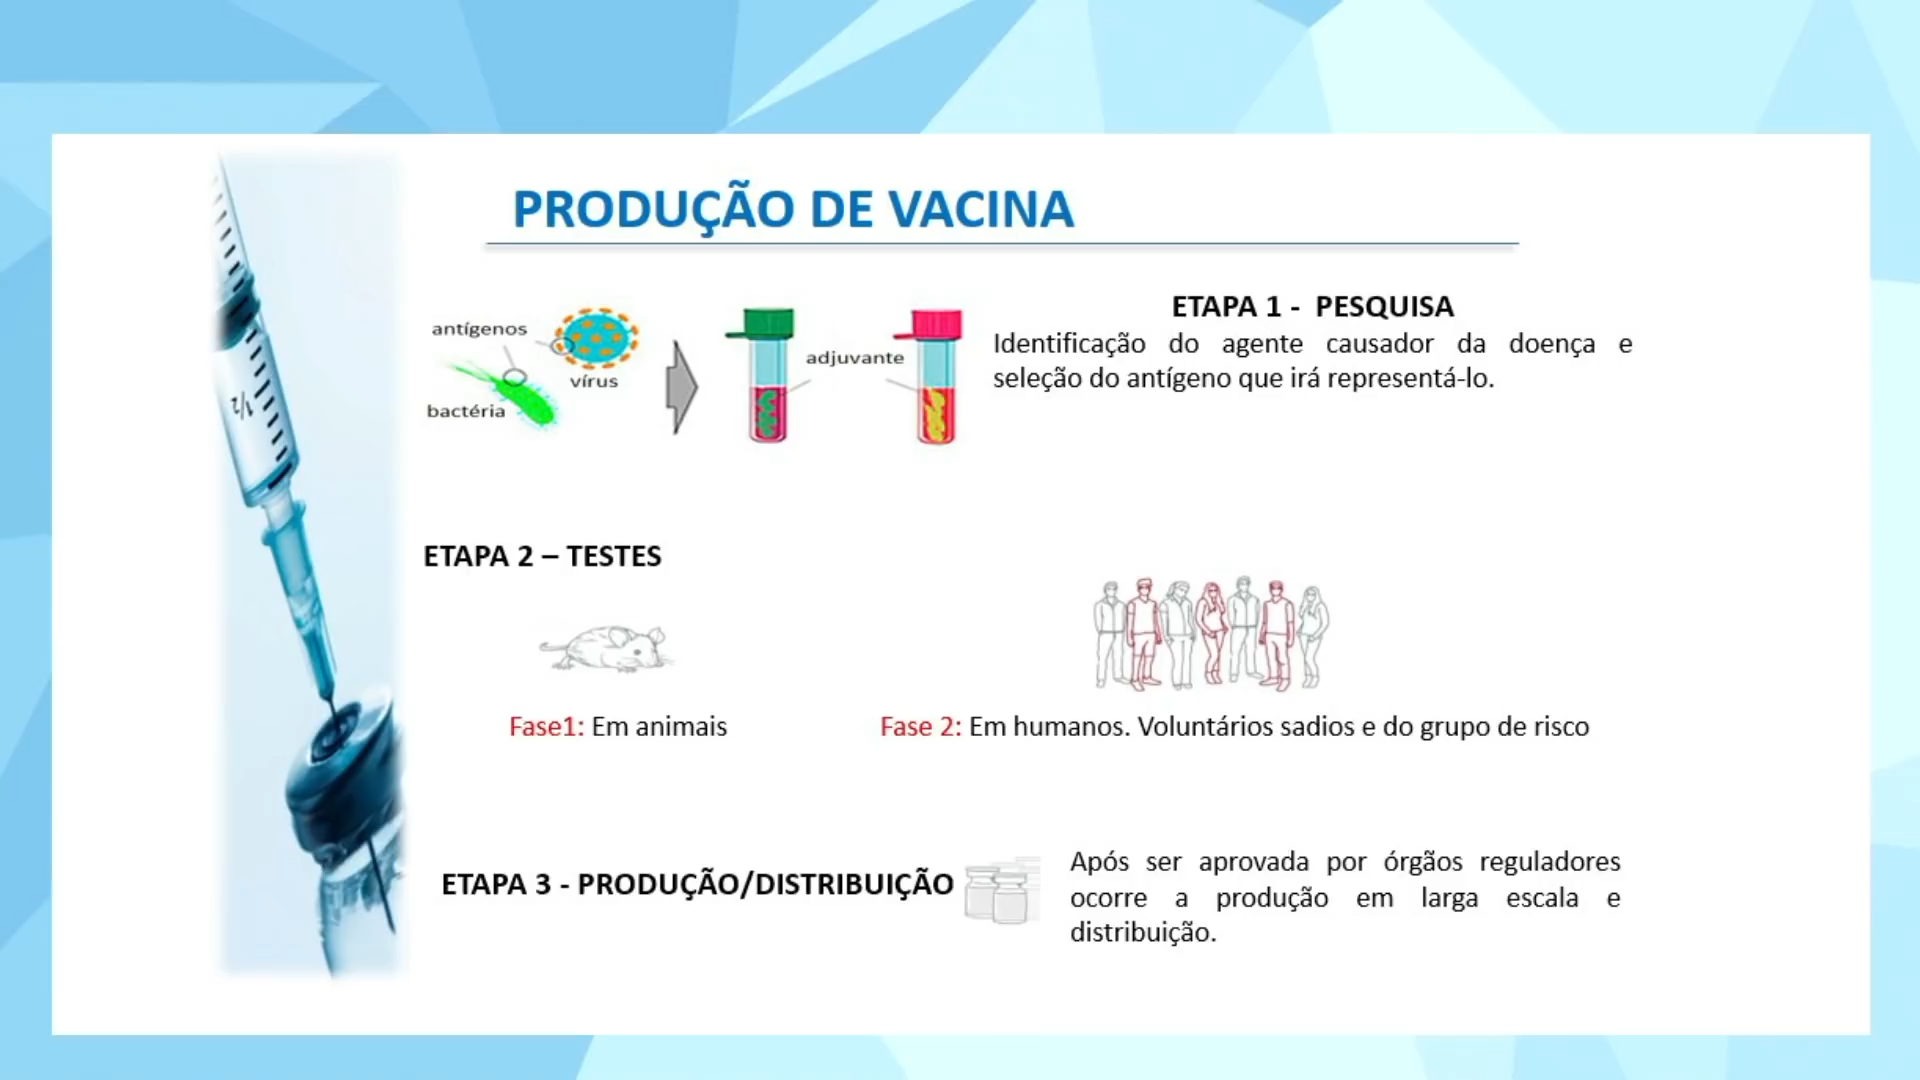 PRODUÇÃO DE VACINA
antígenos
vírus
bactéria
adjuvante
ETAPA 1 - PESQUISA
Identificação do agente causador da doença e
seleção do antígeno que irá representá-lo.
1/2
ETAPA 2 – TESTES
Fase1: Em animais
Fase 2: Em humanos. Voluntários sadios e do grupo de risco
ETAPA 3 - PRODUÇÃO/DISTRIBUIÇÃO
Após ser aprovada por órgãos reguladores
ocorre a produção em larga escala e
distribuição.